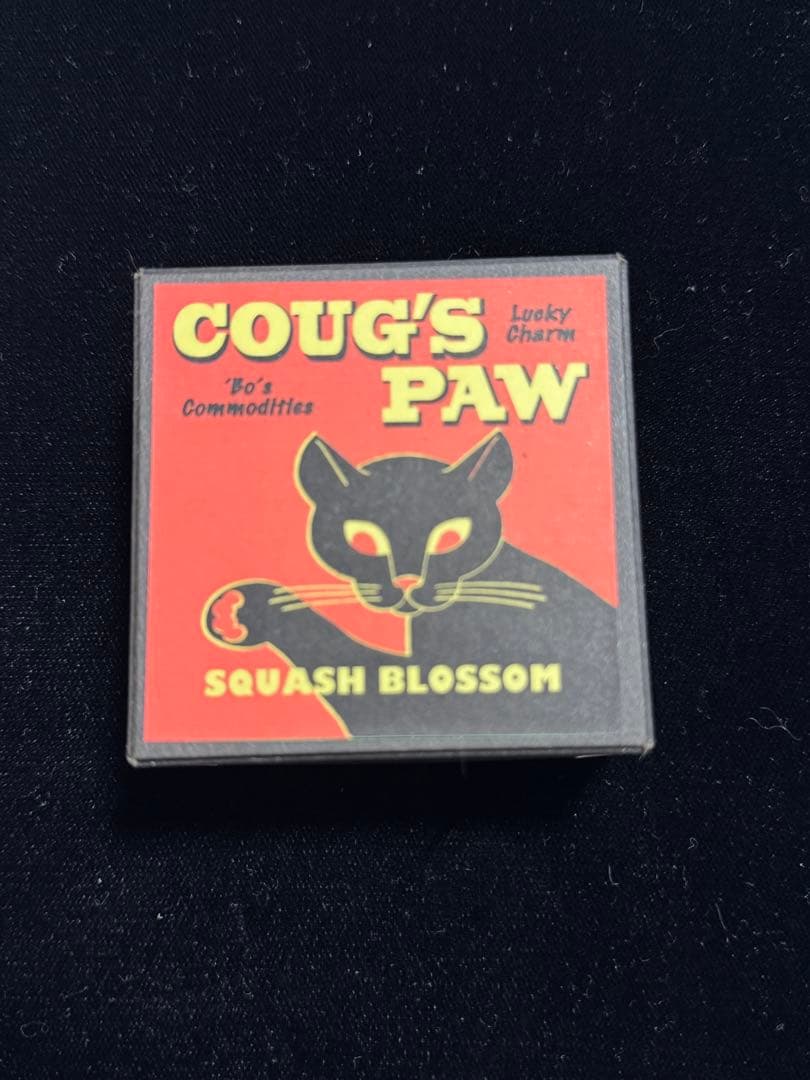 COUG'S
Lucky
Charm
PAW
'Bo's
Commodities
SQUASH BLOSSOM